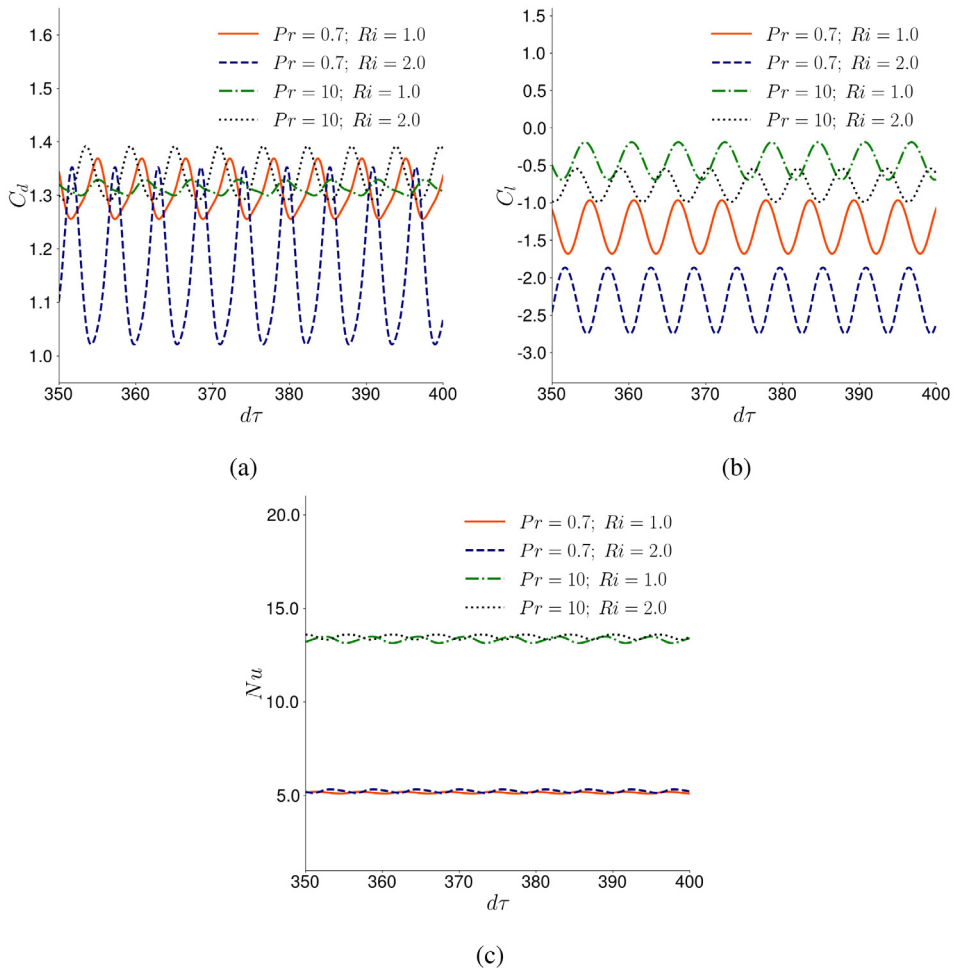 1.6
1.5
1.4
1.3
1.2
1.1
1.0
C_d
Pr = 0.7; Ri = 1.0
Pr = 0.7; Ri = 2.0
Pr = 10; Ri = 1.0
Pr = 10; Ri = 2.0
350 360 370 380 390 400
dτ
(a)
1.5
1.0
0.5
0.0
-0.5
-1.0
-1.5
-2.0
-2.5
-3.0
C_l
Pr = 0.7; Ri = 1.0
Pr = 0.7; Ri = 2.0
Pr = 10; Ri = 1.0
Pr = 10; Ri = 2.0
350 360 370 380 390 400
dτ
(b)
20.0
15.0
10.0
5.0
Nu
Pr = 0.7; Ri = 1.0
Pr = 0.7; Ri = 2.0
Pr = 10; Ri = 1.0
Pr = 10; Ri = 2.0
350 360 370 380 390 400
dτ
(c)